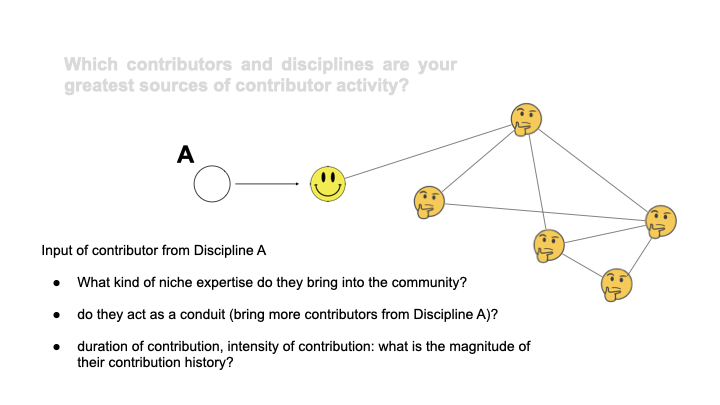 Which contributors and disciplines are your
greatest sources of contributor activity?
A
Input of contributor from Discipline A
● What kind of niche expertise do they bring into the community?
● do they act as a conduit (bring more contributors from Discipline A)?
● duration of contribution, intensity of contribution: what is the magnitude of
their contribution history?